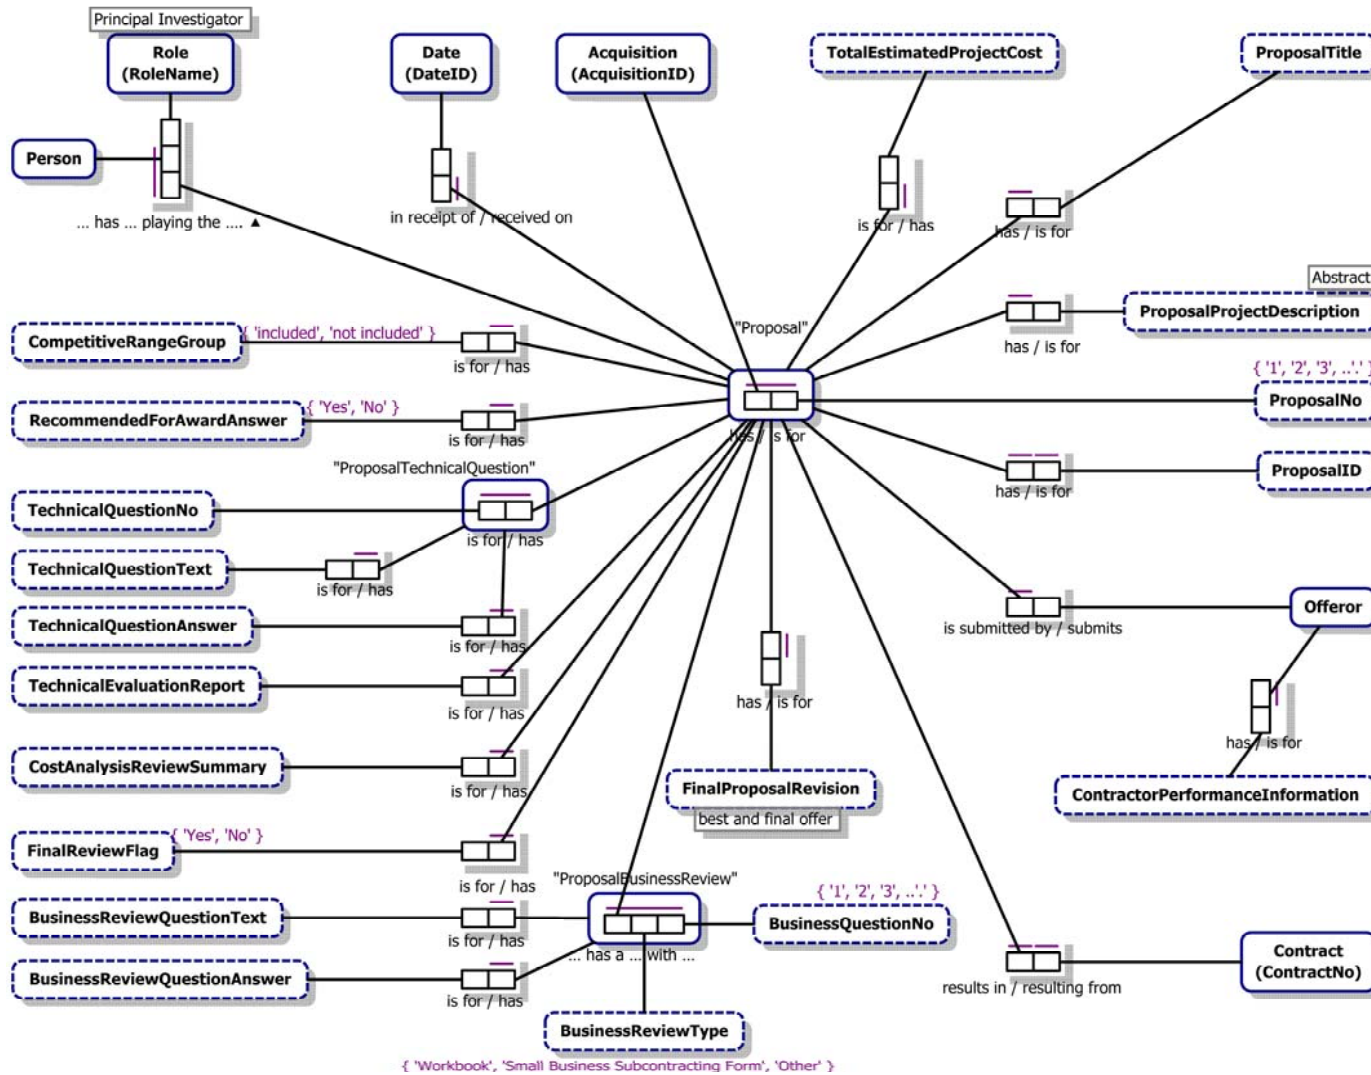 Principal Investigator
Role
(RoleName)
Date
(DateID)
Acquisition
(AcquisitionID)
TotalEstimatedProjectCost
ProposalTitle
Person
... has ... playing the .... ▲
in receipt of / received on
is for / has
has / is for
Abstract
ProposalProjectDescription
has / is for
"Proposal"
CompetitiveRangeGroup
{ 'included', 'not included' }
is for / has
{ '1', '2', '3', ..'.' }
ProposalNo
has / is for
RecommendedForAwardAnswer
{ 'Yes', 'No' }
is for / has
ProposalID
has / is for
"ProposalTechnicalQuestion"
TechnicalQuestionNo
is for / has
TechnicalQuestionText
is for / has
TechnicalQuestionAnswer
is for / has
Offeror
is submitted by / submits
TechnicalEvaluationReport
is for / has
has / is for
has / is for
CostAnalysisReviewSummary
is for / has
FinalProposalRevision
best and final offer
ContractorPerformanceInformation
FinalReviewFlag
{ 'Yes', 'No' }
is for / has
"ProposalBusinessReview"
{ '1', '2', '3', ..'.' }
BusinessReviewQuestionText
is for / has
BusinessQuestionNo
... has a ... with ...
BusinessReviewQuestionAnswer
is for / has
Contract
(ContractNo)
results in / resulting from
BusinessReviewType
{ 'Workbook', 'Small Business Subcontracting Form', 'Other' }